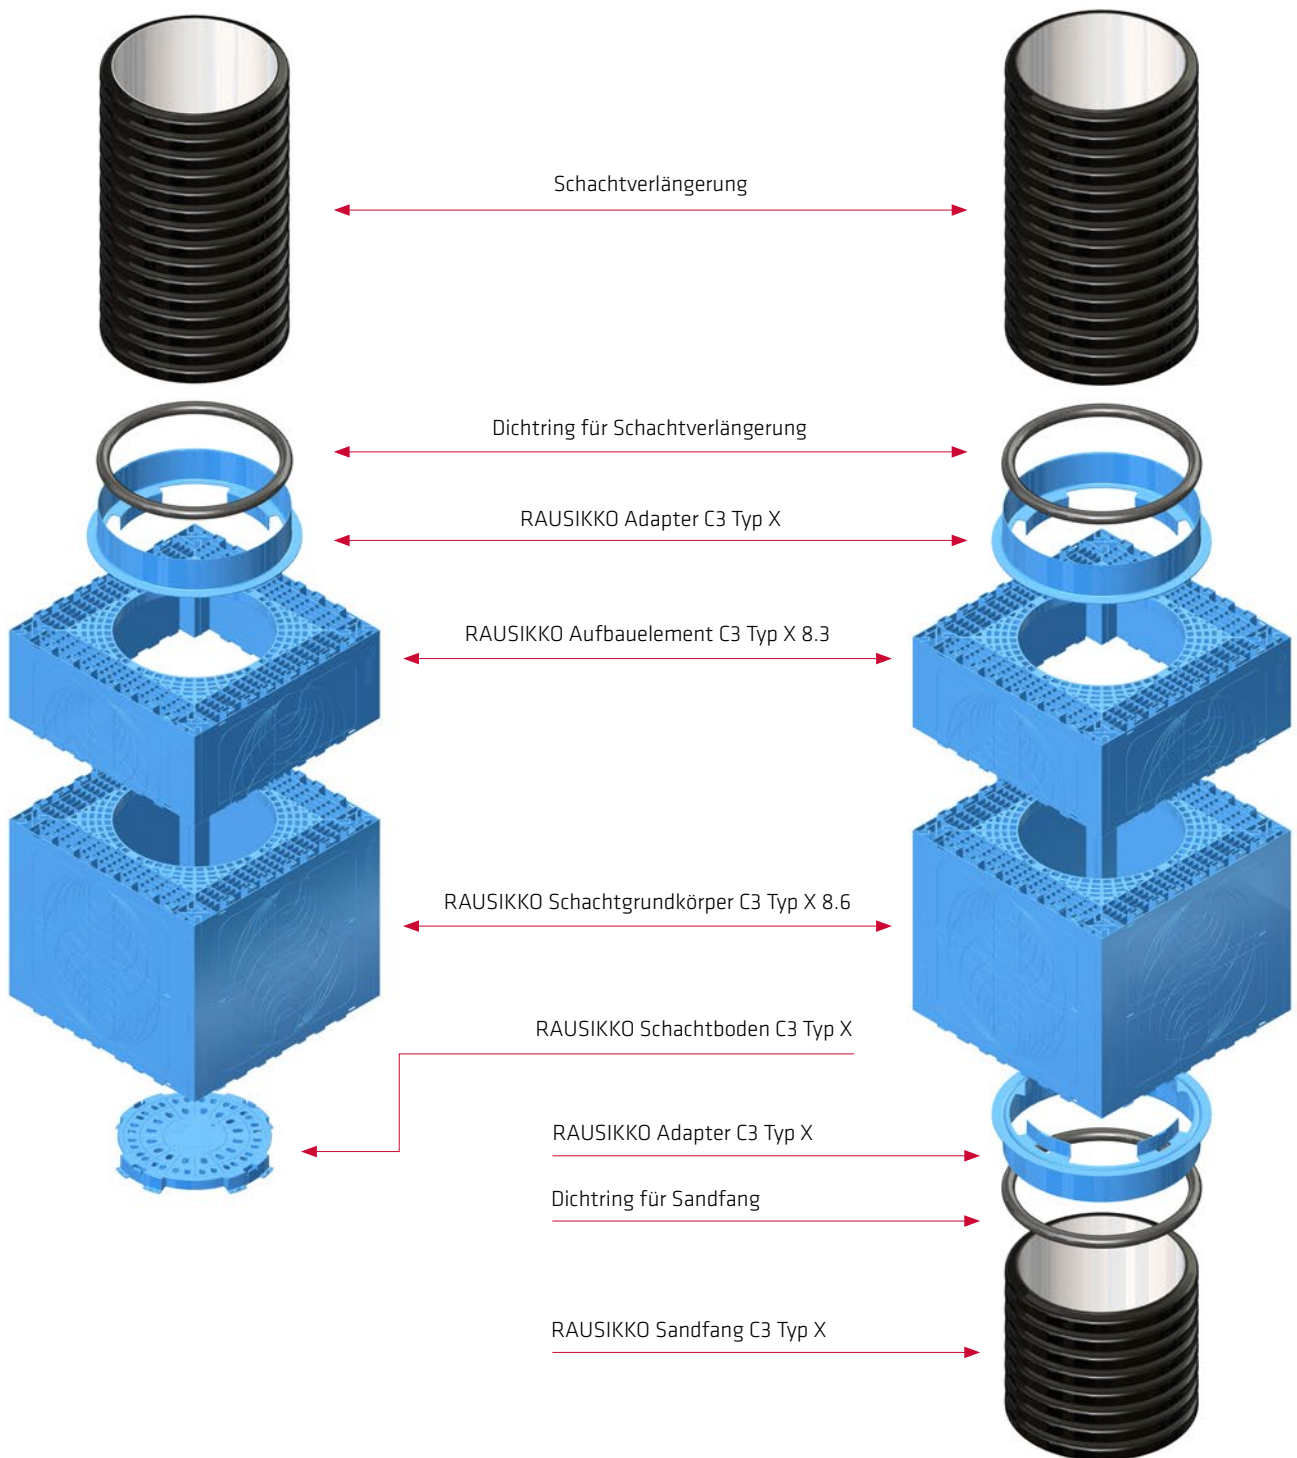 Schachtverlängerung
Dichtring für Schachtverlängerung
RAUSIKKO Adapter C3 Typ X
RAUSIKKO Aufbauelement C3 Typ X 8.3
RAUSIKKO Schachtgrundkörper C3 Typ X 8.6
RAUSIKKO Schachtboden C3 Typ X
RAUSIKKO Adapter C3 Typ X
Dichtring für Sandfang
RAUSIKKO Sandfang C3 Typ X